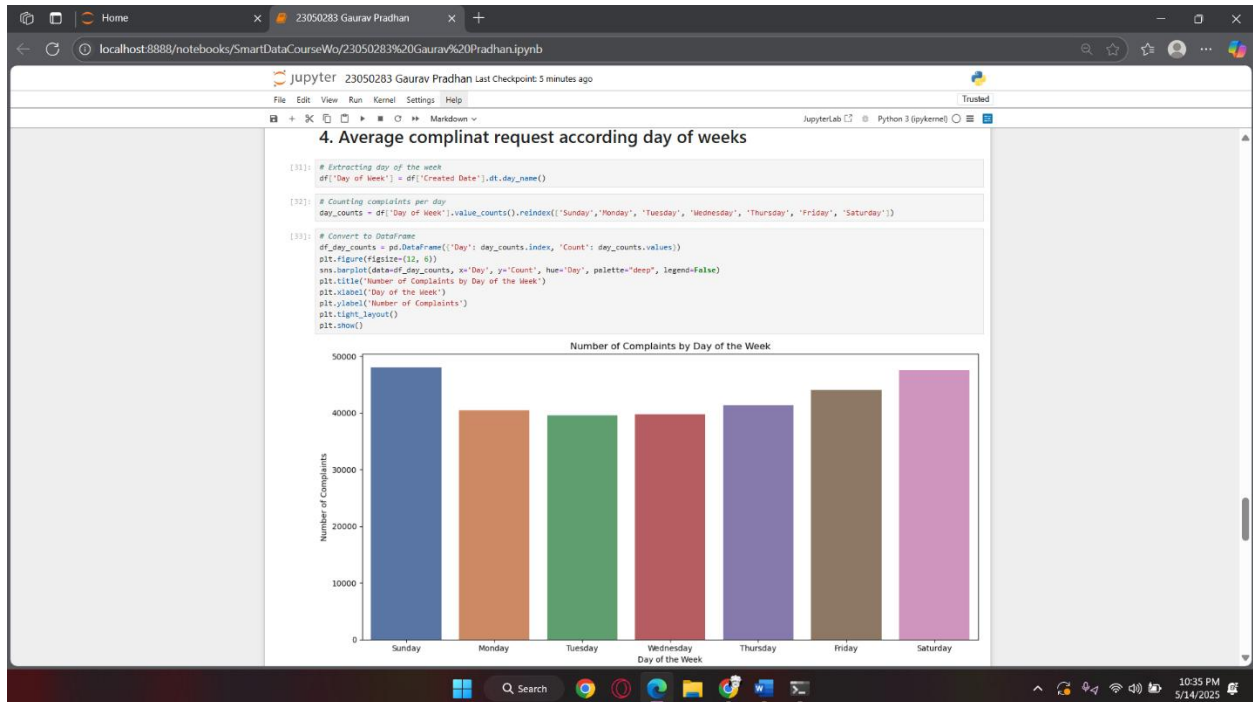 Home
23050283 Gaurav Pradhan
localhost:8888/notebooks/SmartDataCourseWo/23050283%20Gaurav%20Pradhan.ipynb
jupyter 23050283 Gaurav Pradhan Last Checkpoint: 5 minutes ago
File Edit View Run Kernel Settings Help Trusted
Markdown JupyterLab Python 3 (ipykernel)
4. Average complinat request according day of weeks
[31]: # Extracting day of the week
df['Day of Week'] = df['Created Date'].dt.day_name()
[32]: # Counting complaints per day
day_counts = df['Day of Week'].value_counts().reindex(['Sunday','Monday', 'Tuesday', 'Wednesday', 'Thursday', 'Friday', 'Saturday'])
[33]: # Convert to DataFrame
df_day_counts = pd.DataFrame({'Day': day_counts.index, 'Count': day_counts.values})
plt.figure(figsize=(12, 6))
sns.barplot(data=df_day_counts, x='Day', y='Count', hue='Day', palette="deep", legend=False)
plt.title('Number of Complaints by Day of the Week')
plt.xlabel('Day of the Week')
plt.ylabel('Number of Complaints')
plt.tight_layout()
plt.show()
Number of Complaints by Day of the Week
50000
40000
30000
20000
10000
0
Number of Complaints
Sunday Monday Tuesday Wednesday Thursday Friday Saturday
Day of the Week
Search
10:35 PM
5/14/2025